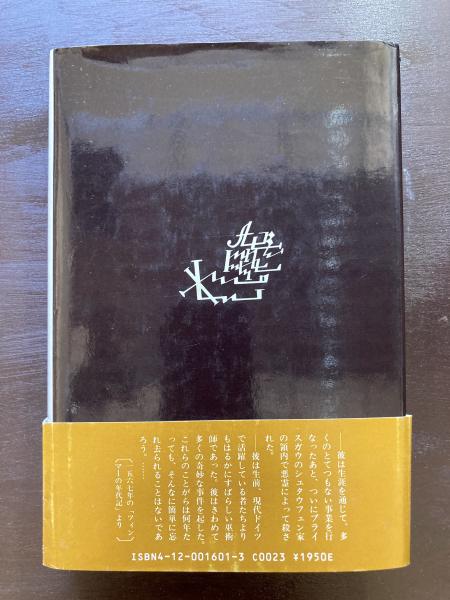 ——彼は生涯を通じて、多
くのとてつもない事業を行
なったあと、ついにブライ
スガウのシュタウフェン家
の領内で悪霊によって殺さ
れた。
——彼は生前、現代ドイツ
で活躍している者たちより
もはるかにすばらしい巫術
師であった。彼はきわめて
多くの奇妙な事件を起した。
これらのことがらは何年た
っても、そんなに簡単に忘
れ去られることはないであ
ろう。……
〔一五六七年の「ツィン
マーの年代記」より〕
ISBN4-12-001601-3 C0023 ¥1950E